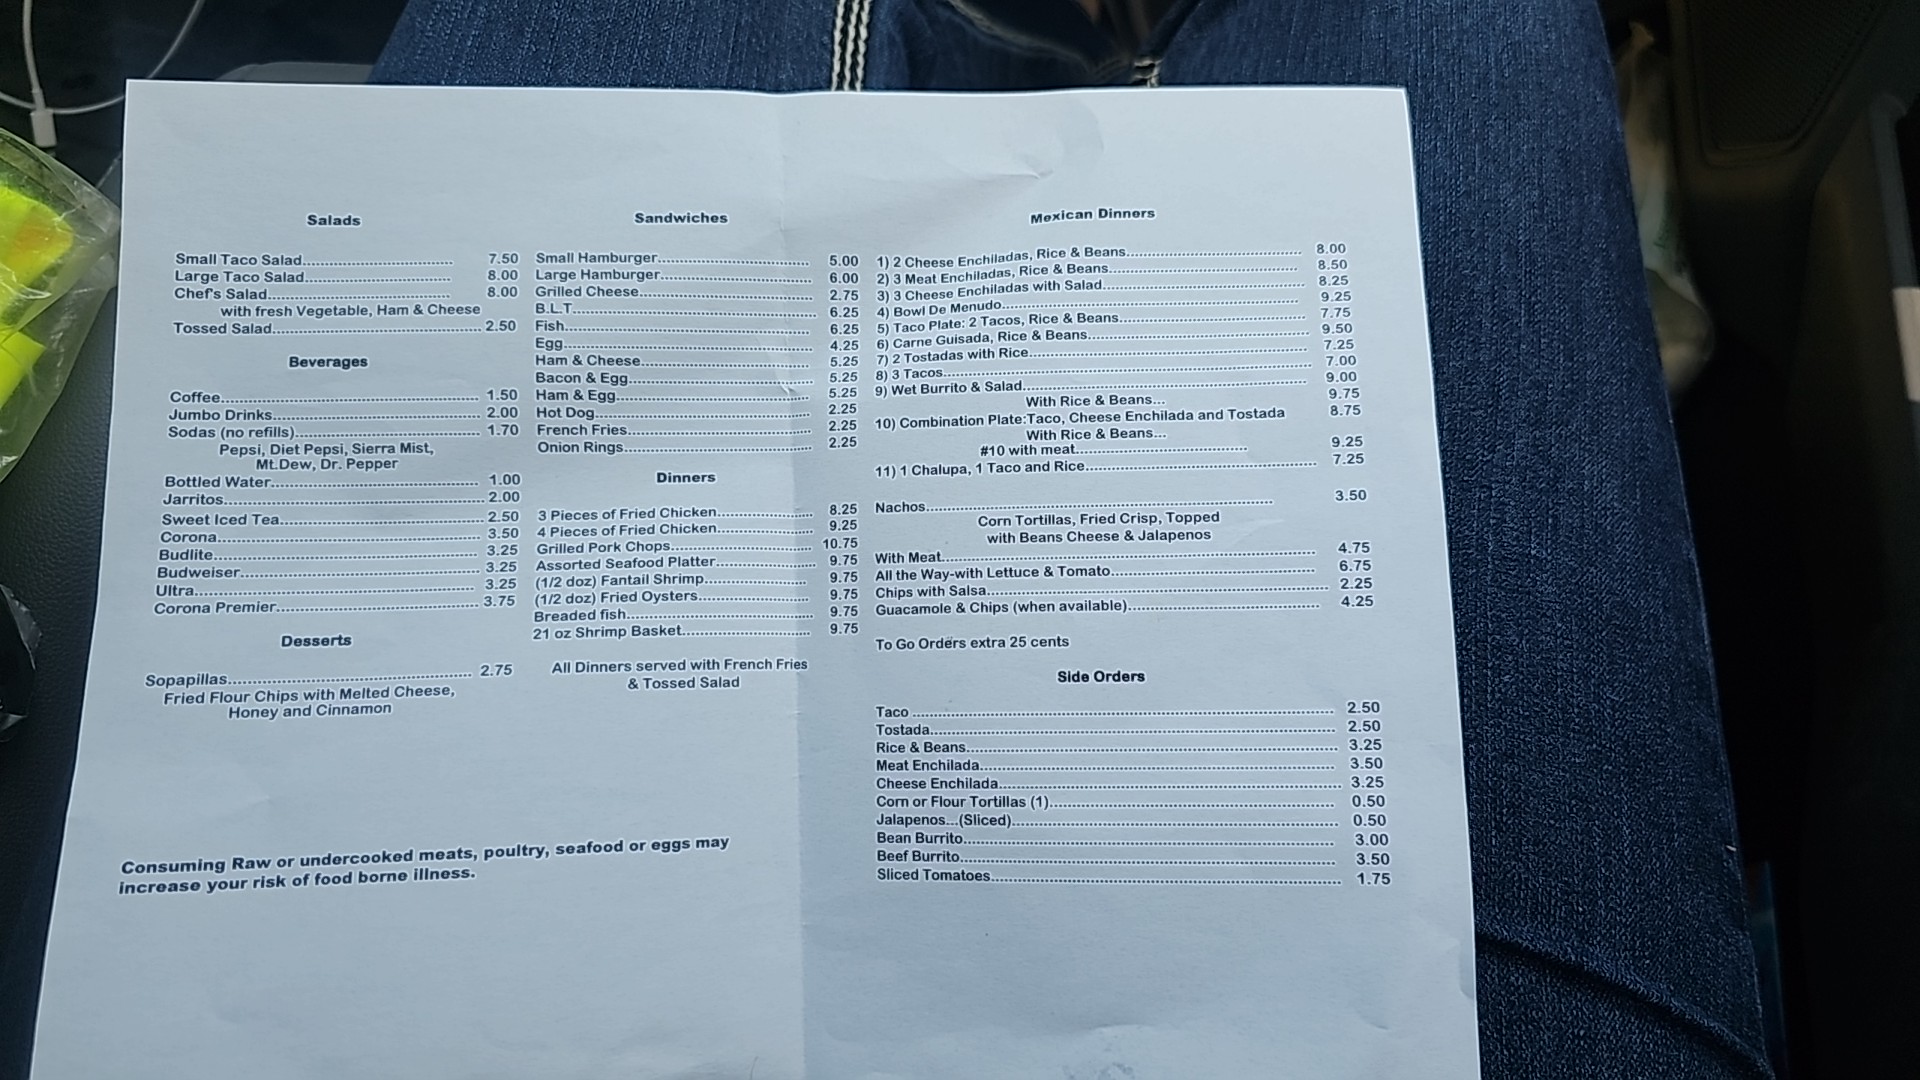 Salads
Small Taco Salad 7.50
Large Taco Salad 8.00
Chef's Salad 8.00
with fresh Vegetable, Ham & Cheese
Tossed Salad 2.50
Beverages
Coffee 1.50
Jumbo Drinks 2.00
Sodas (no refills) 1.70
Pepsi, Diet Pepsi, Sierra Mist,
Mt.Dew, Dr. Pepper
Bottled Water 1.00
Jarritos 2.00
Sweet Iced Tea 2.50
Corona 3.50
Budlite 3.25
Budweiser 3.25
Ultra 3.25
Corona Premier 3.75
Desserts
Sopapillas 2.75
Fried Flour Chips with Melted Cheese,
Honey and Cinnamon
Consuming Raw or undercooked meats, poultry, seafood or eggs may
increase your risk of food borne illness.
Sandwiches
Small Hamburger 5.00
Large Hamburger 6.00
Grilled Cheese 2.75
B.L.T. 6.25
Fish 6.25
Egg 4.25
Ham & Cheese 5.25
Bacon & Egg 5.25
Ham & Egg 5.25
Hot Dog 2.25
French Fries 2.25
Onion Rings 2.25
Dinners
3 Pieces of Fried Chicken 8.25
4 Pieces of Fried Chicken 9.25
Grilled Pork Chops 10.75
Assorted Seafood Platter 9.75
(1/2 doz) Fantail Shrimp 9.75
(1/2 doz) Fried Oysters 9.75
Breaded fish 9.75
21 oz Shrimp Basket 9.75
All Dinners served with French Fries
& Tossed Salad
Mexican Dinners
1) 2 Cheese Enchiladas, Rice & Beans 8.00
2) 3 Meat Enchiladas, Rice & Beans 8.50
3) 3 Cheese Enchiladas with Salad 8.25
4) Bowl De Menudo 9.25
5) Taco Plate: 2 Tacos, Rice & Beans 7.75
6) Carne Guisada, Rice & Beans 9.50
7) 2 Tostadas with Rice 7.25
8) 3 Tacos 7.00
9) Wet Burrito & Salad 9.00
With Rice & Beans... 9.75
10) Combination Plate:Taco, Cheese Enchilada and Tostada 8.75
With Rice & Beans...
#10 with meat 9.25
11) 1 Chalupa, 1 Taco and Rice 7.25
Nachos 3.50
Corn Tortillas, Fried Crisp, Topped
with Beans Cheese & Jalapenos
With Meat 4.75
All the Way-with Lettuce & Tomato 6.75
Chips with Salsa 2.25
Guacamole & Chips (when available) 4.25
To Go Orders extra 25 cents
Side Orders
Taco 2.50
Tostada 2.50
Rice & Beans 3.25
Meat Enchilada 3.50
Cheese Enchilada 3.25
Corn or Flour Tortillas (1) 0.50
Jalapenos...(Sliced) 0.50
Bean Burrito 3.00
Beef Burrito 3.50
Sliced Tomatoes 1.75